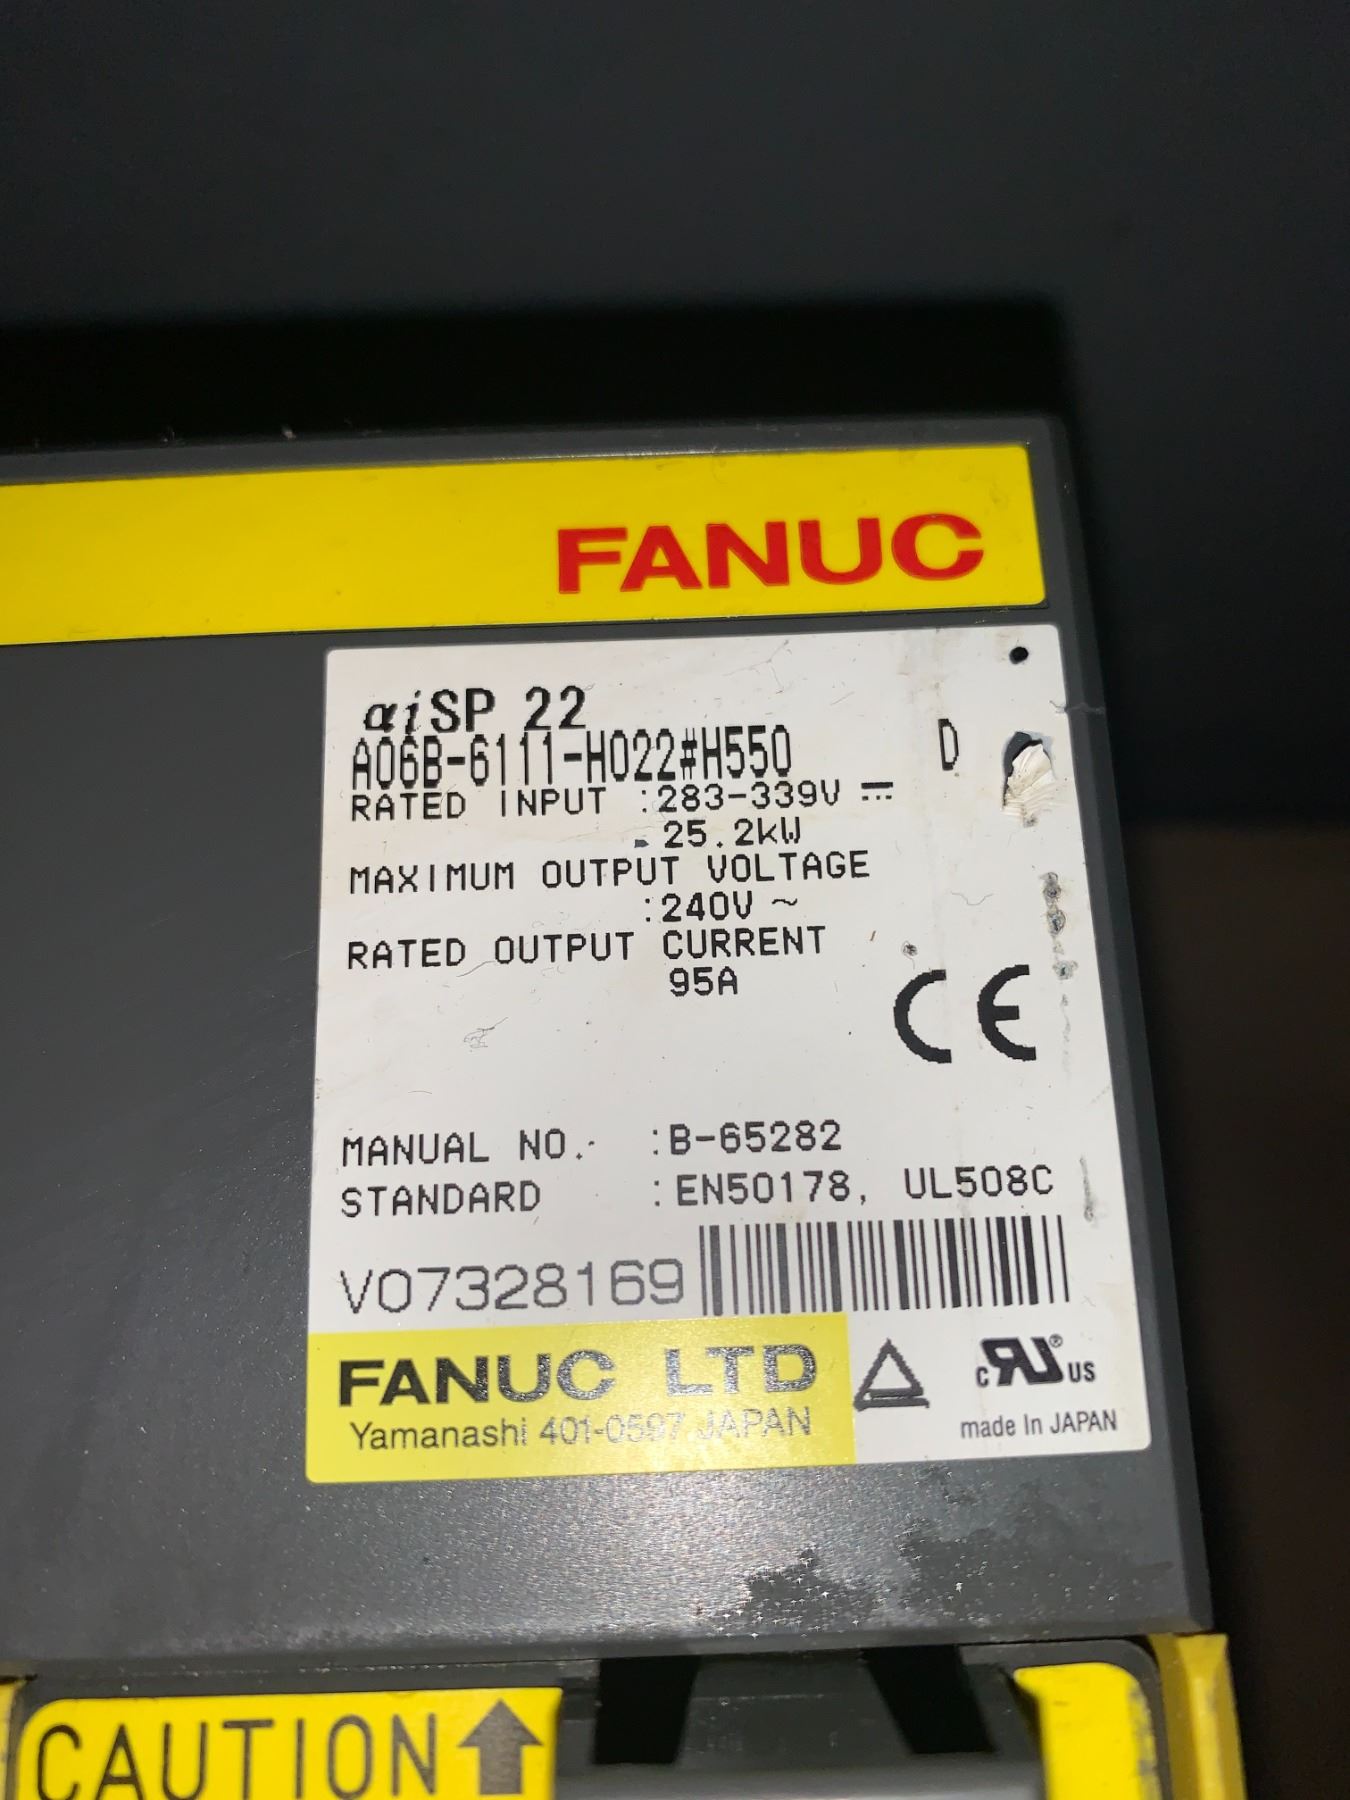 FANUC
αiSP 22
A06B-6111-H022#H550 D
RATED INPUT :283-339V ⎓
25.2kW
MAXIMUM OUTPUT VOLTAGE
:240V ~
RATED OUTPUT CURRENT
95A
CE
MANUAL NO. :B-65282
STANDARD :EN50178, UL508C
V07328169
FANUC LTD
Yamanashi 401-0597 JAPAN
c RU ® US
made In JAPAN
CAUTION